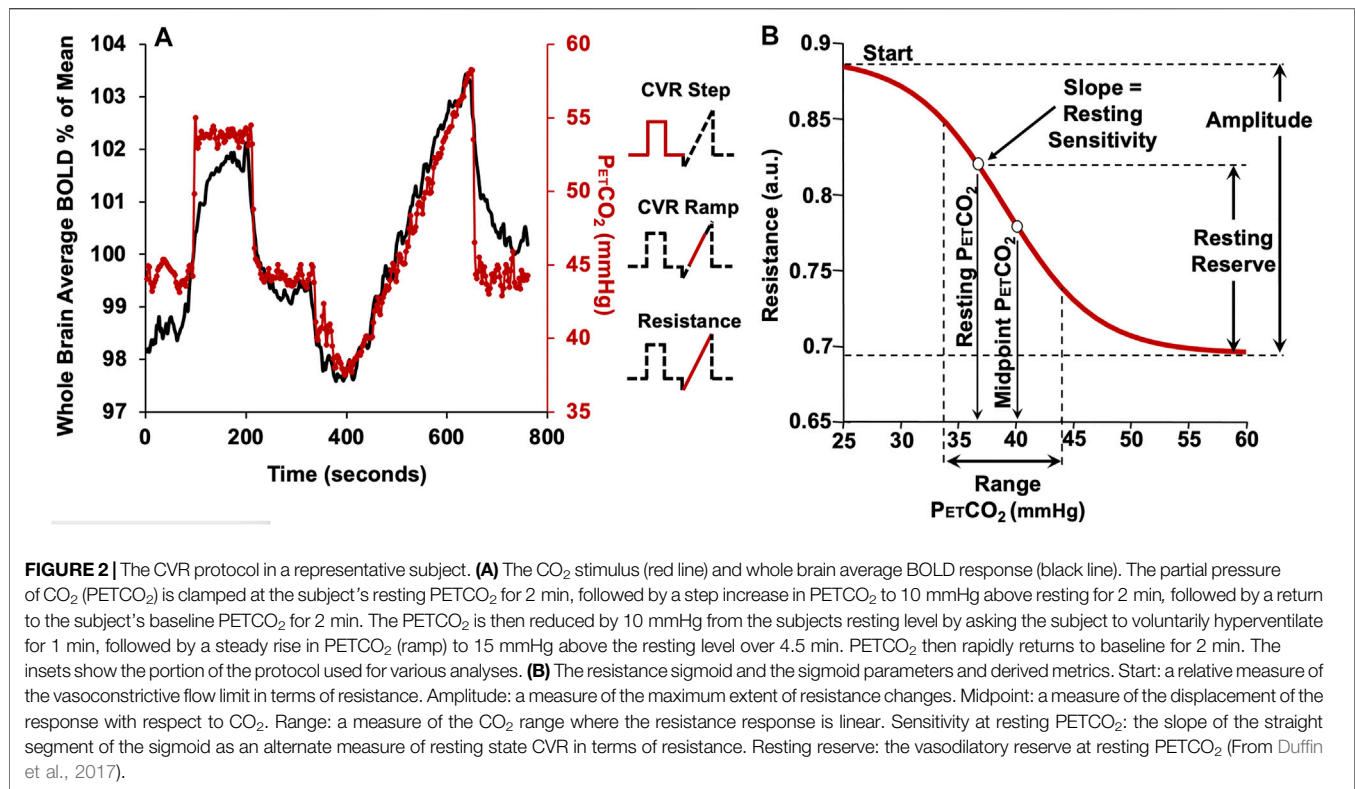 A
104
103
102
101
100
99
98
97
Whole Brain Average BOLD % of Mean
0
200
400
600
800
Time (seconds)
60
55
50
45
40
35
PETCO₂ (mmHg)
CVR Step
CVR Ramp
Resistance
B
0.9
0.85
0.8
0.75
0.7
0.65
Resistance (a.u.)
Start
Slope =
Resting
Sensitivity
Amplitude
Resting
Reserve
Resting PETCO₂
Midpoint PETCO₂
25
30
35
40
45
50
55
60
Range
PETCO₂ (mmHg)
FIGURE 2 | The CVR protocol in a representative subject. (A) The CO₂ stimulus (red line) and whole brain average BOLD response (black line). The partial pressure
of CO₂ (PETCO₂) is clamped at the subject's resting PETCO₂ for 2 min, followed by a step increase in PETCO₂ to 10 mmHg above resting for 2 min, followed by a return
to the subject's baseline PETCO₂ for 2 min. The PETCO₂ is then reduced by 10 mmHg from the subjects resting level by asking the subject to voluntarily hyperventilate
for 1 min, followed by a steady rise in PETCO₂ (ramp) to 15 mmHg above the resting level over 4.5 min. PETCO₂ then rapidly returns to baseline for 2 min. The
insets show the portion of the protocol used for various analyses. (B) The resistance sigmoid and the sigmoid parameters and derived metrics. Start: a relative measure of
the vasoconstrictive flow limit in terms of resistance. Amplitude: a measure of the maximum extent of resistance changes. Midpoint: a measure of the displacement of the
response with respect to CO₂. Range: a measure of the CO₂ range where the resistance response is linear. Sensitivity at resting PETCO₂: the slope of the straight
segment of the sigmoid as an alternate measure of resting state CVR in terms of resistance. Resting reserve: the vasodilatory reserve at resting PETCO₂ (From Duffin
et al., 2017).